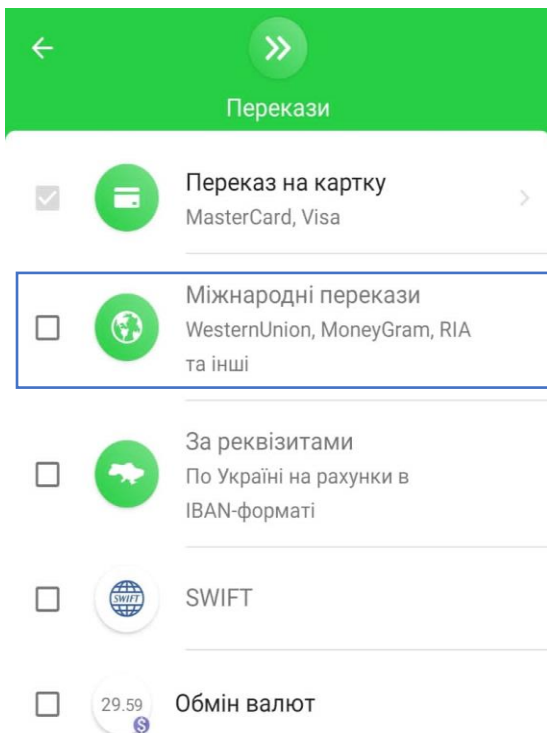 Перекази
Переказ на картку
MasterCard, Visa
Міжнародні перекази
WesternUnion, MoneyGram, RIA
та інші
За реквізитами
По Україні на рахунки в
IBAN-форматі
SWIFT
SWIFT
29.59
$
Обмін валют